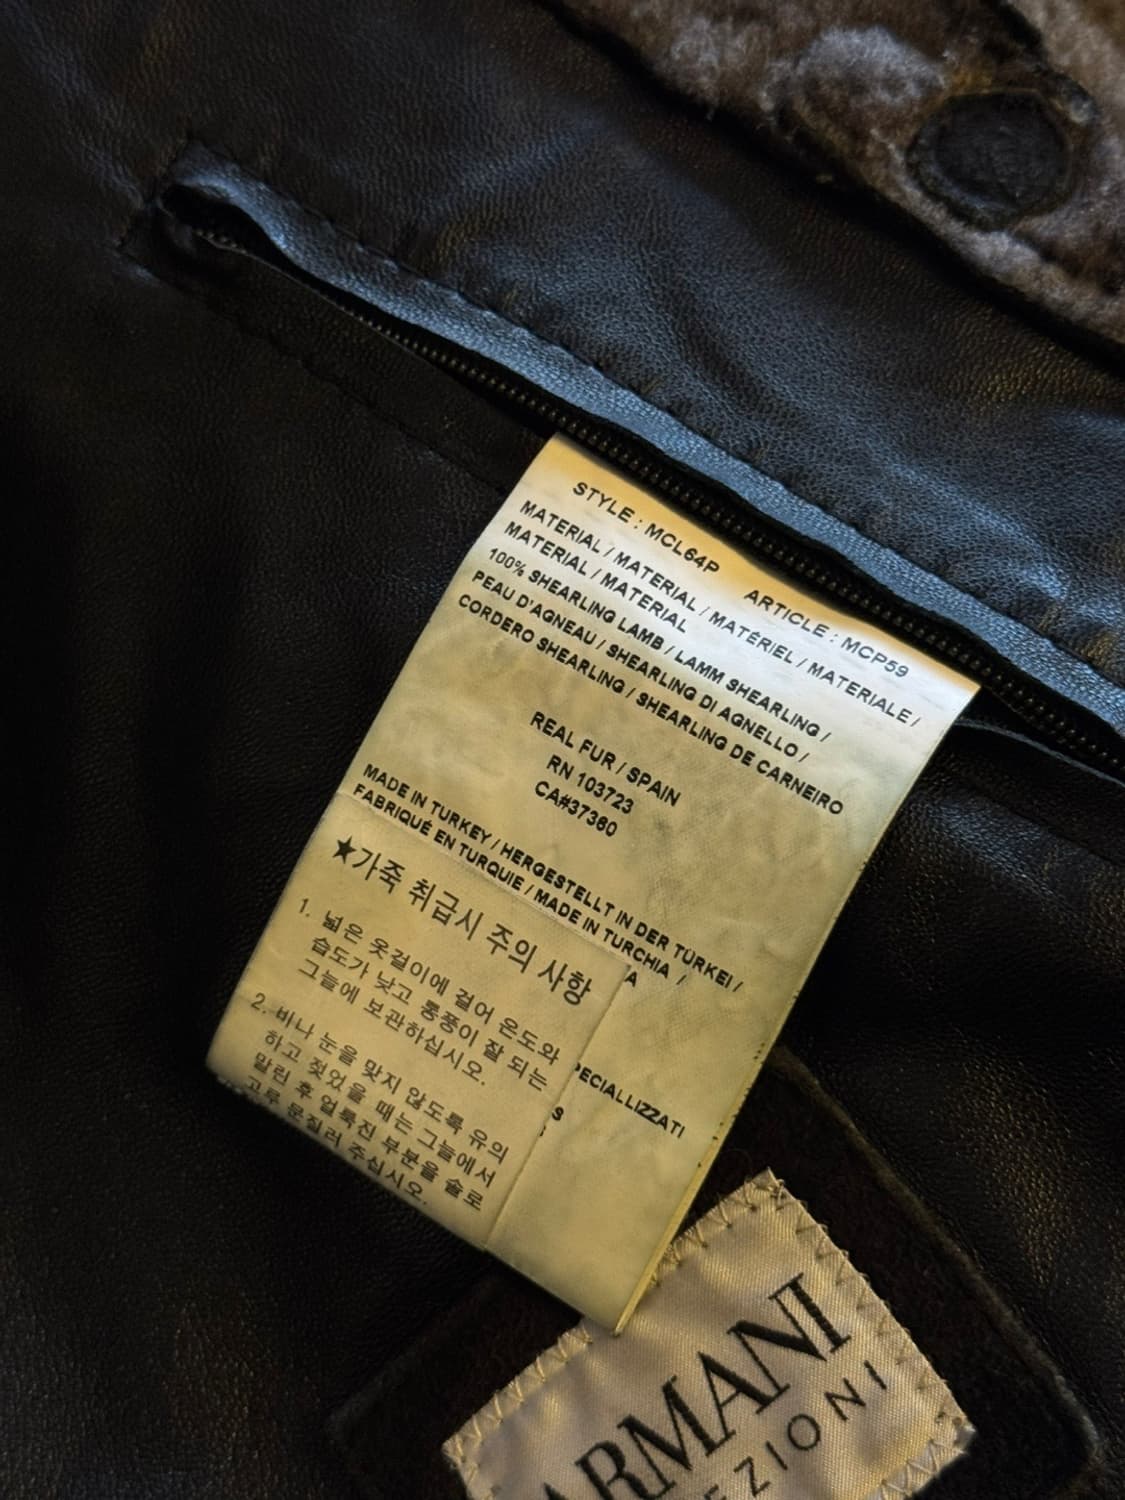 STYLE : MCL64P ARTICLE : MCP59
MATERIAL / MATERIAL / MATÉRIEL / MATERIALE /
MATERIAL / MATERIAL
100% SHEARLING LAMB / LAMM SHEARLING /
PEAU D'AGNEAU / SHEARLING DI AGNELLO /
CORDERO SHEARLING / SHEARLING DE CARNEIRO
REAL FUR / SPAIN
RN 103723
CA#37380
MADE IN TURKEY / HERGESTELLT IN DER TÜRKEI /
FABRIQUÉ EN TURQUIE / MADE IN TURCHIA /
★가죽 취급시 주의 사항
1. 넓은 옷걸이에 걸어 온도와
습도가 낮고 통풍이 잘 되는
그늘에 보관하십시오.
2. 비나 눈을 맞지 않도록 유의
하고 젖었을 때는 그늘에서
말린 후 얼룩진 부분을 솔로
고루 문질러 주십시오.
PECIALLIZZATI
ARMANI
EZIONI